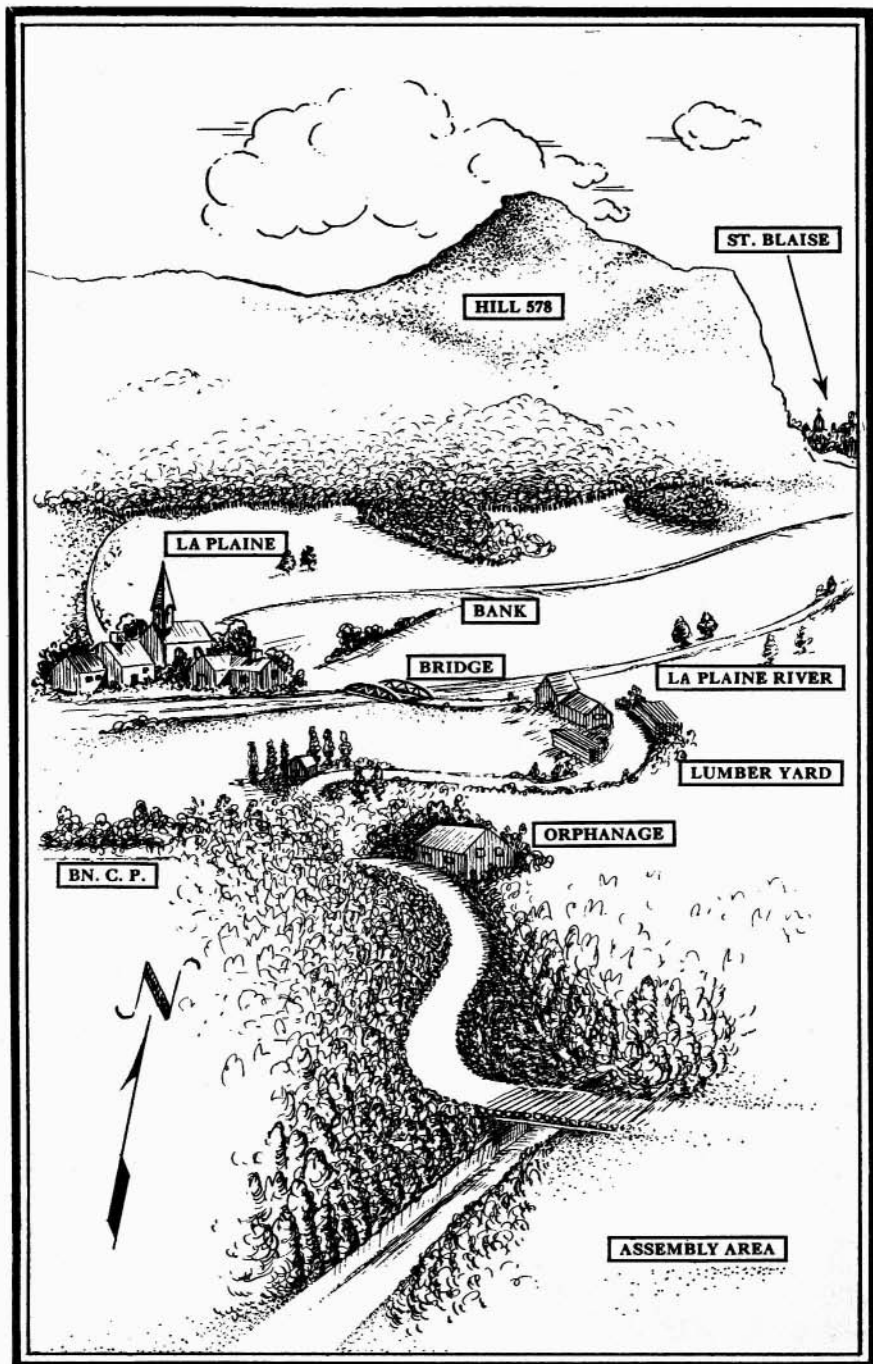 ST. BLAISE
HILL 578
LA PLAINE
BANK
BRIDGE
LA PLAINE RIVER
LUMBER YARD
ORPHANAGE
BN. C. P.
N
ASSEMBLY AREA